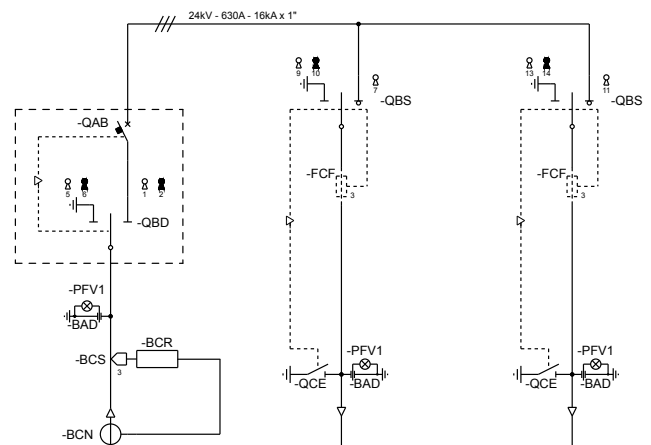 24kV - 630A - 16kA x 1"
9 10
13 14
7
11
-QBS
-QBS
-QAB
-FCF
3
-FCF
3
5 6
1 2
-QBD
-PFV1
-BAD
-BCR
-BCS
3
-PFV1
-QCE
-BAD
-PFV1
-QCE
-BAD
-BCN